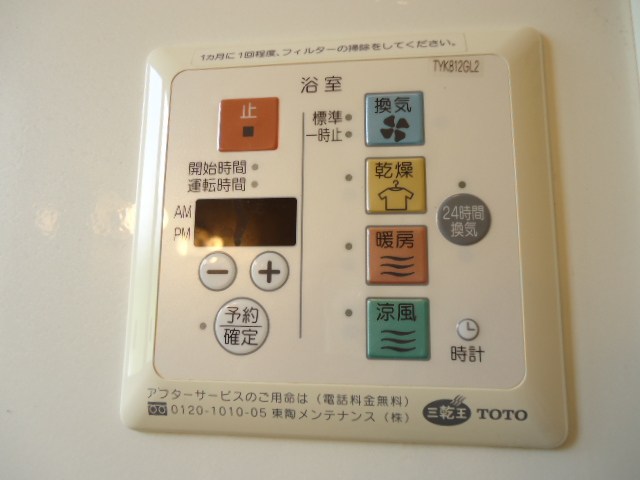 1カ月に1回程度、フィルターの掃除をしてください。
TYK812GL2
浴室
止
換気
標準
一時止
開始時間
運転時間
乾燥
AM
PM
24時間
換気
暖房
予約
確定
涼風
時計
アフターサービスのご用命は（電話料金無料）
0120-1010-05 東陶メンテナンス（株）
三乾王
TOTO